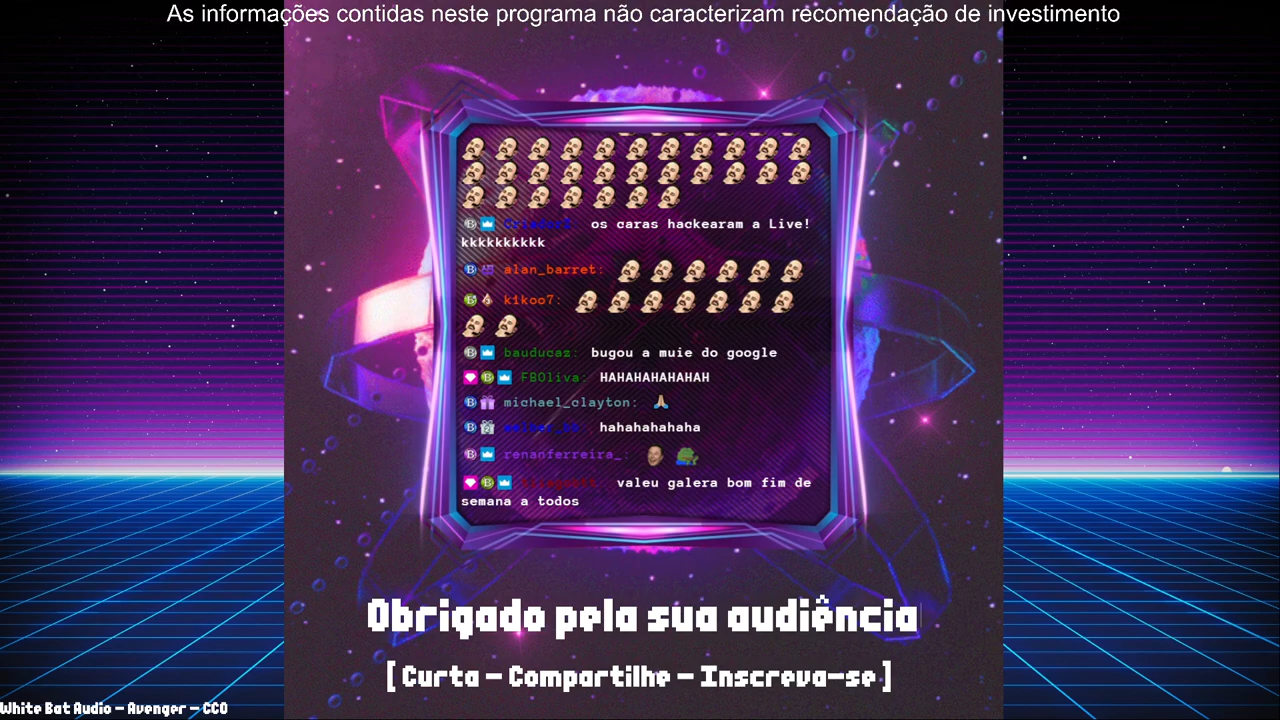 As informações contidas neste programa não caracterizam recomendação de investimento
os caras hackearam a Live!
kkkkkkkkkk
alan_barret:
k1koo7:
bauducaz: bugou a muie do google
FBOliva: HAHAHAHAHAHAH
michael_clayton:
hahahahahaha
renanferreira_:
valeu galera bom fim de
semana a todos
Obrigado pela sua audiência
[ Curta - Compartilhe - Inscreva-se ]
White Bat Audio - Avenger - CC0